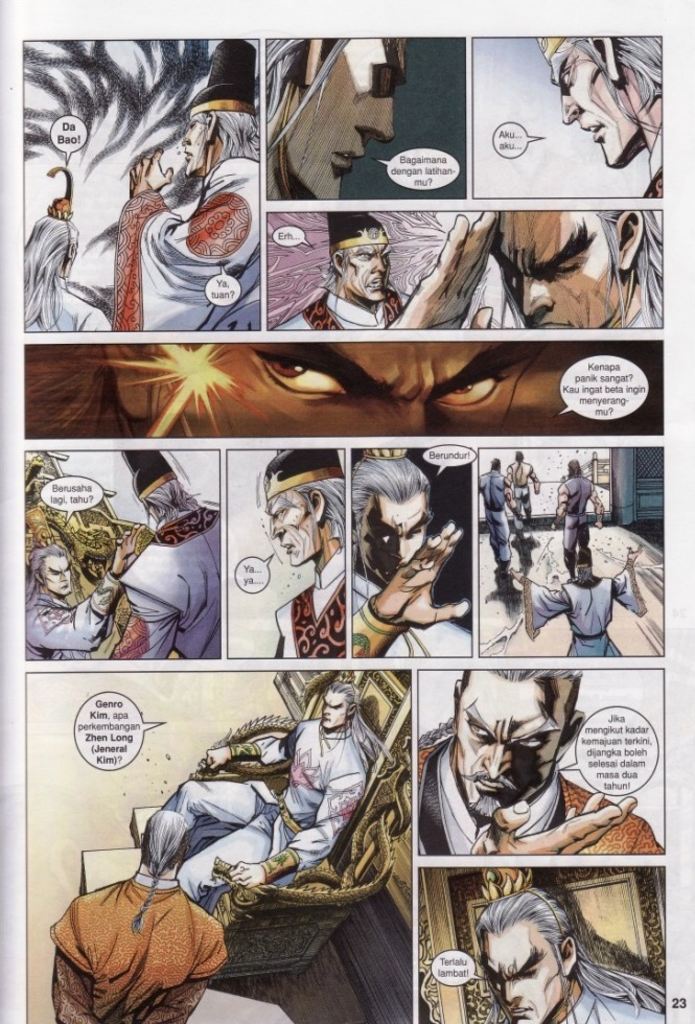 Da
Bao!
Ya,
tuan?
Bagaimana
dengan latihan-
mu?
Aku...
aku...
Erh...
Kenapa
panik sangat?
Kau ingat beta ingin
menyerang-
mu?
Berusaha
lagi, tahu?
Ya...
ya....
Berundur!
Genro
Kim, apa
perkembangan
Zhen Long
(Jeneral
Kim)?
Jika
mengikut kadar
kemajuan terkini,
dijangka boleh
selesai dalam
masa dua
tahun!
Terlalu
lambat!
23